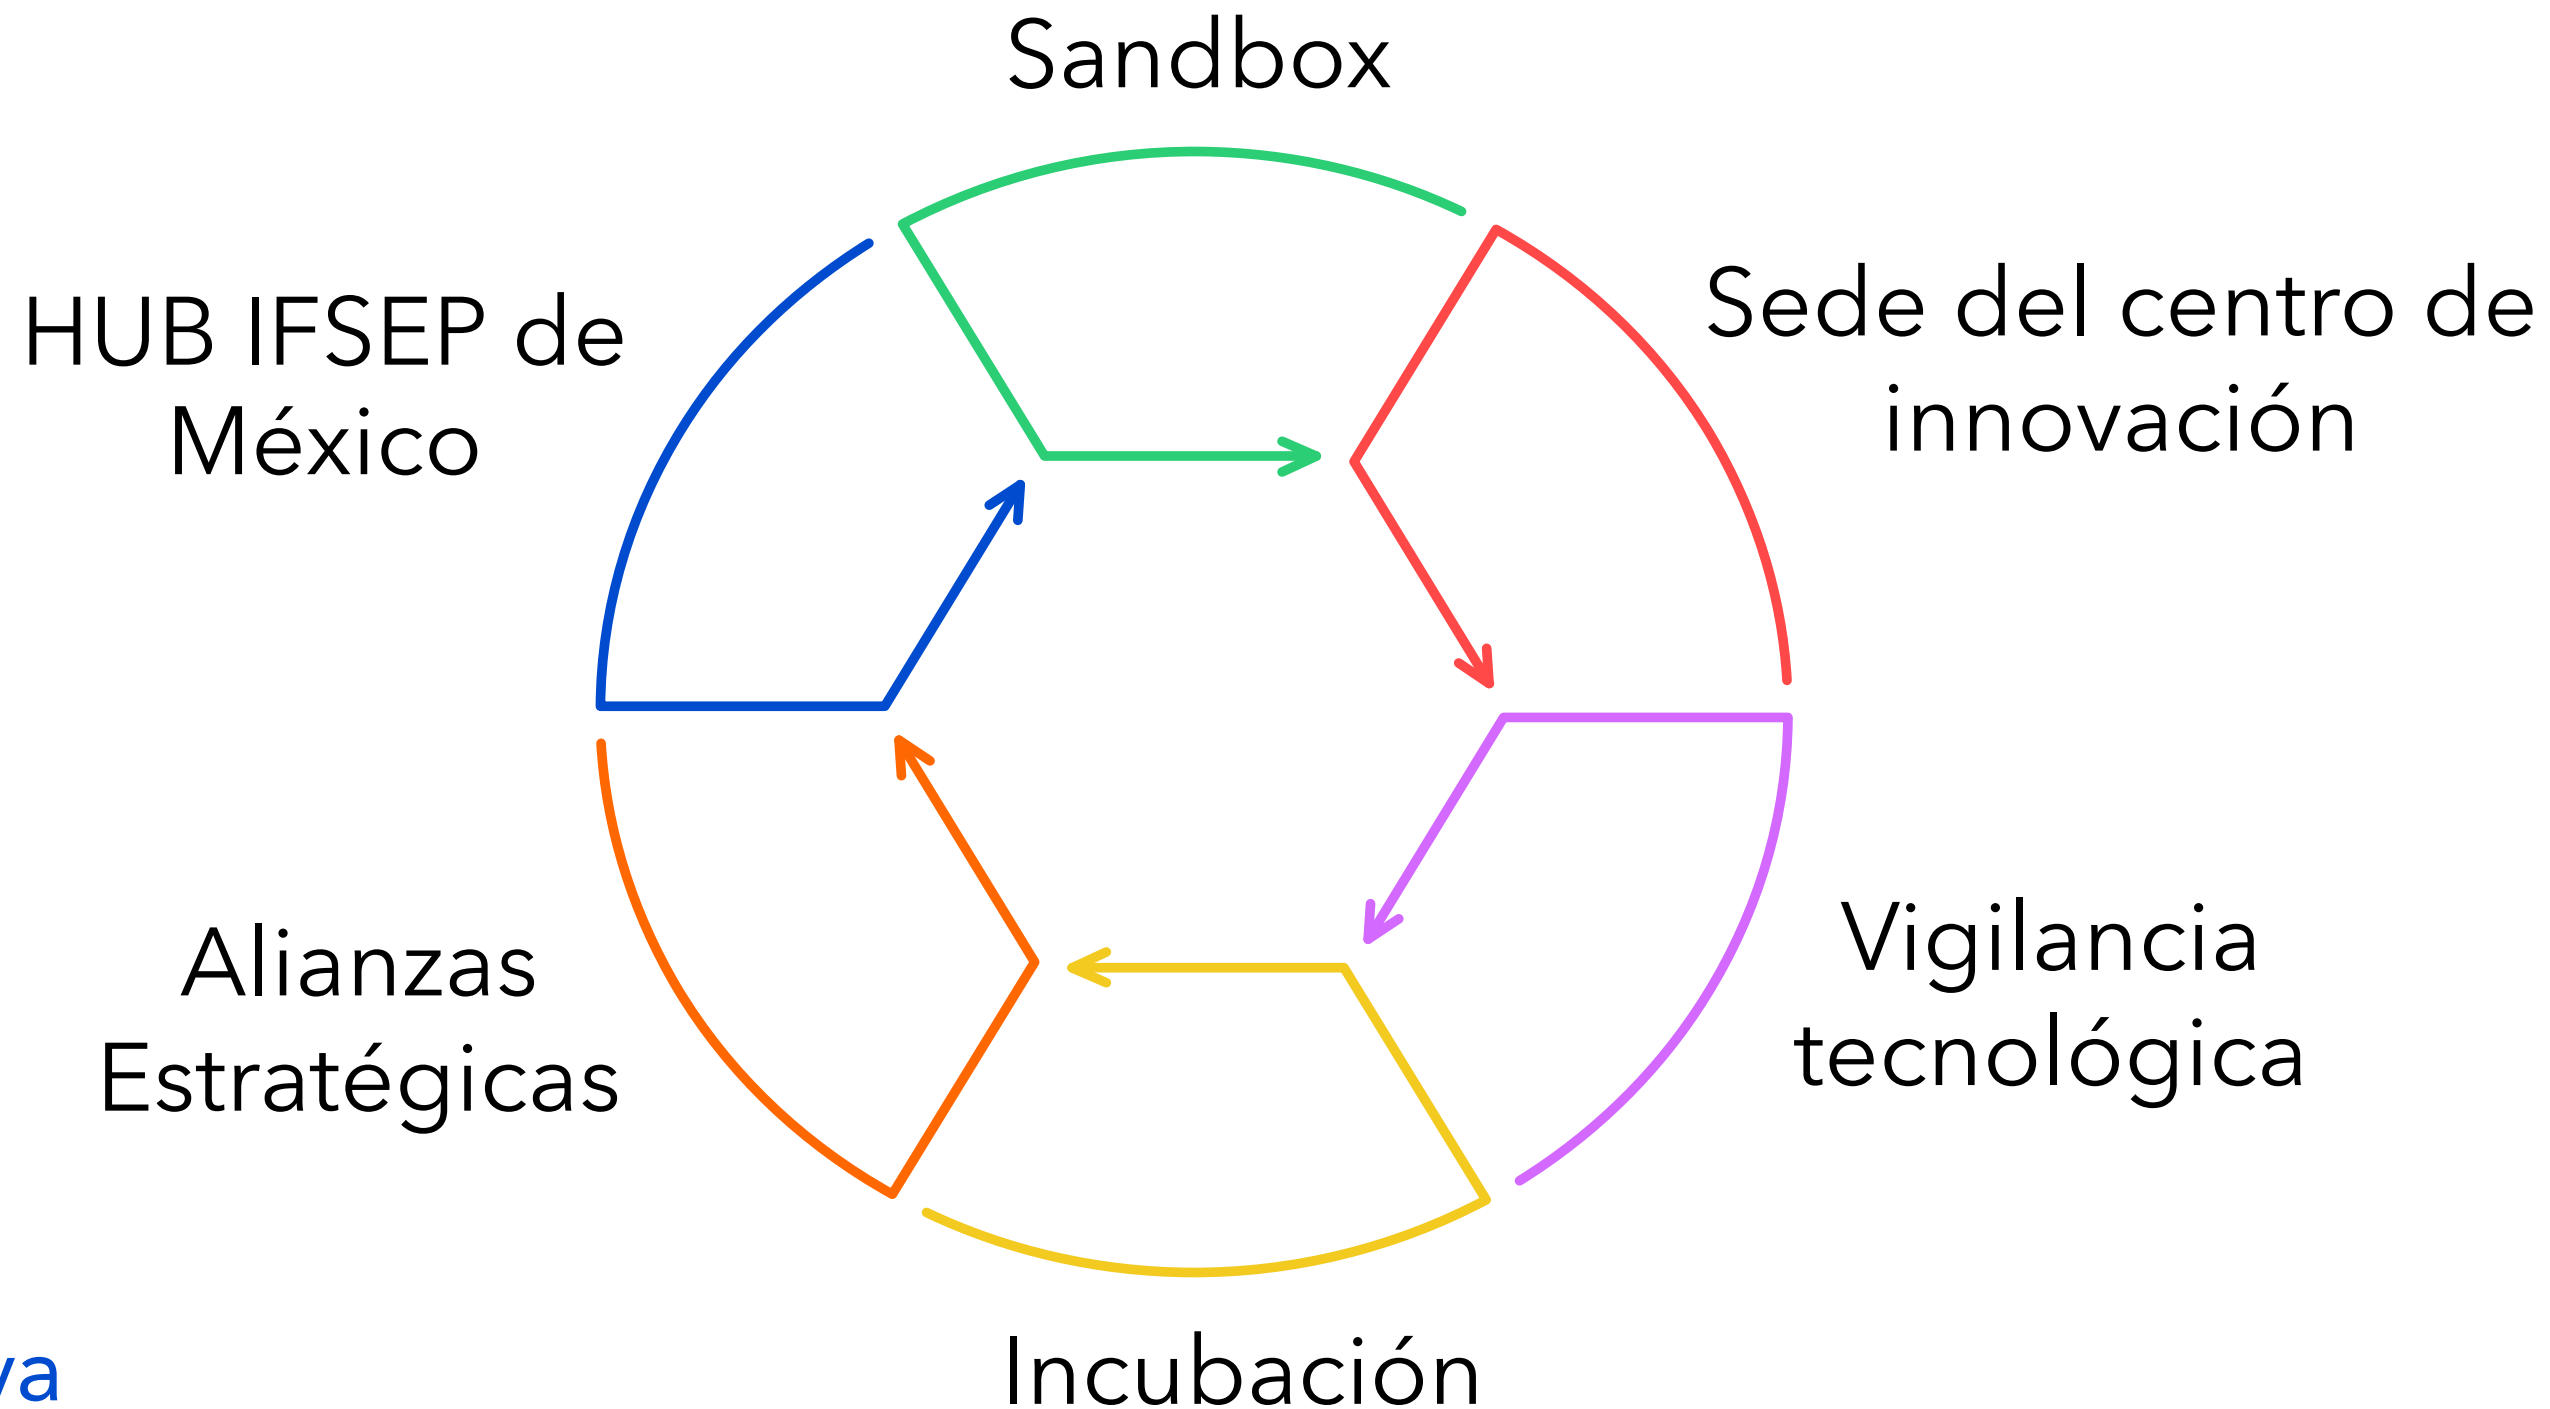 Sandbox
HUB IFSEP de
México
Sede del centro de
innovación
Alianzas
Estratégicas
Vigilancia
tecnológica
Incubación